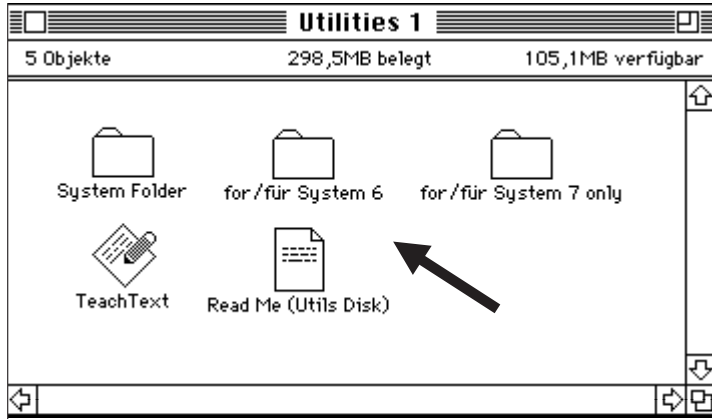 Utilities 1
5 Objekte 298,5MB belegt 105,1MB verfügbar
System Folder for/für System 6 for/für System 7 only
TeachText Read Me (Utils Disk)